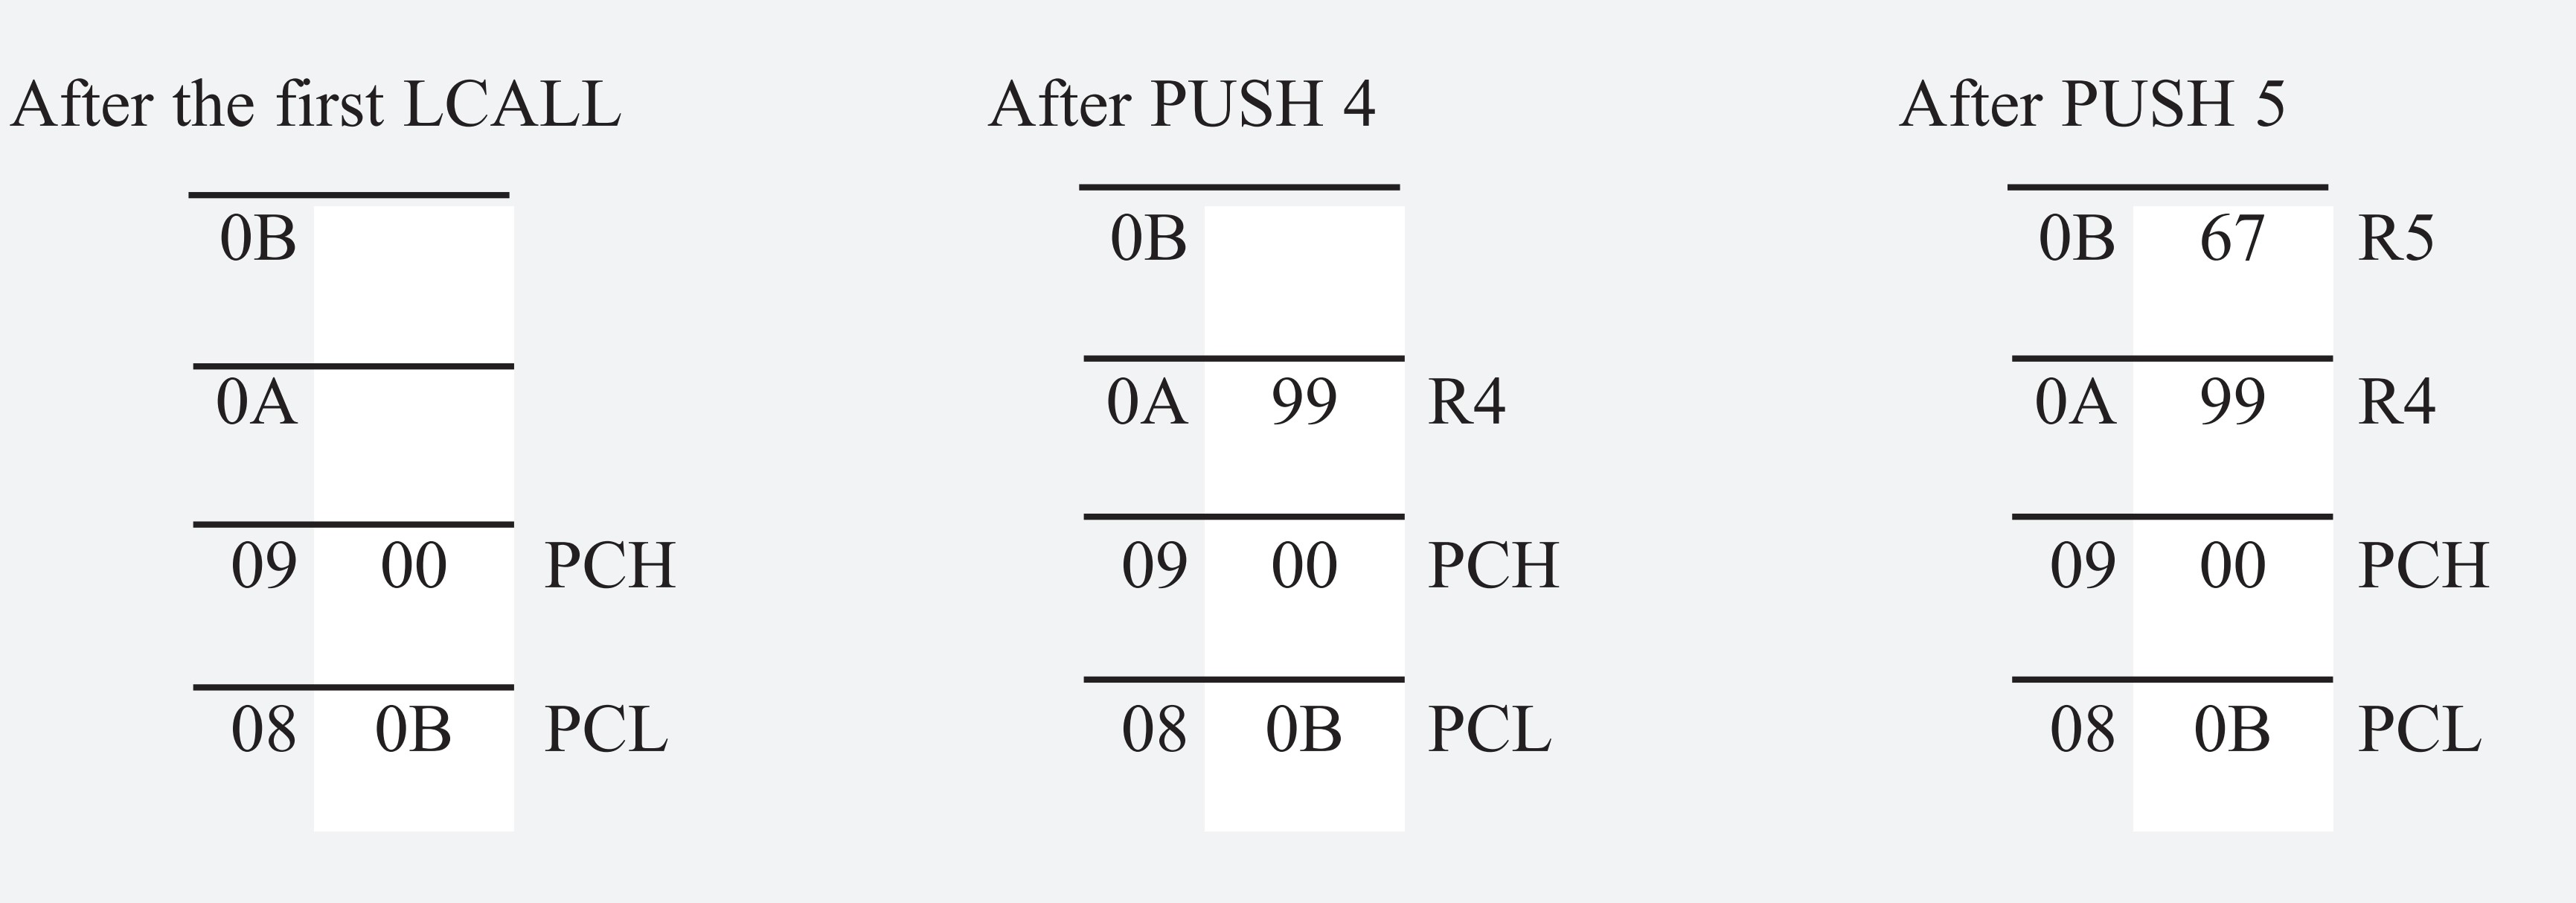 After the first LCALL After PUSH 4 After PUSH 5
0B 0B 0B 67 R5
0A 0A 99 R4 0A 99 R4
09 00 PCH 09 00 PCH 09 00 PCH
08 0B PCL 08 0B PCL 08 0B PCL